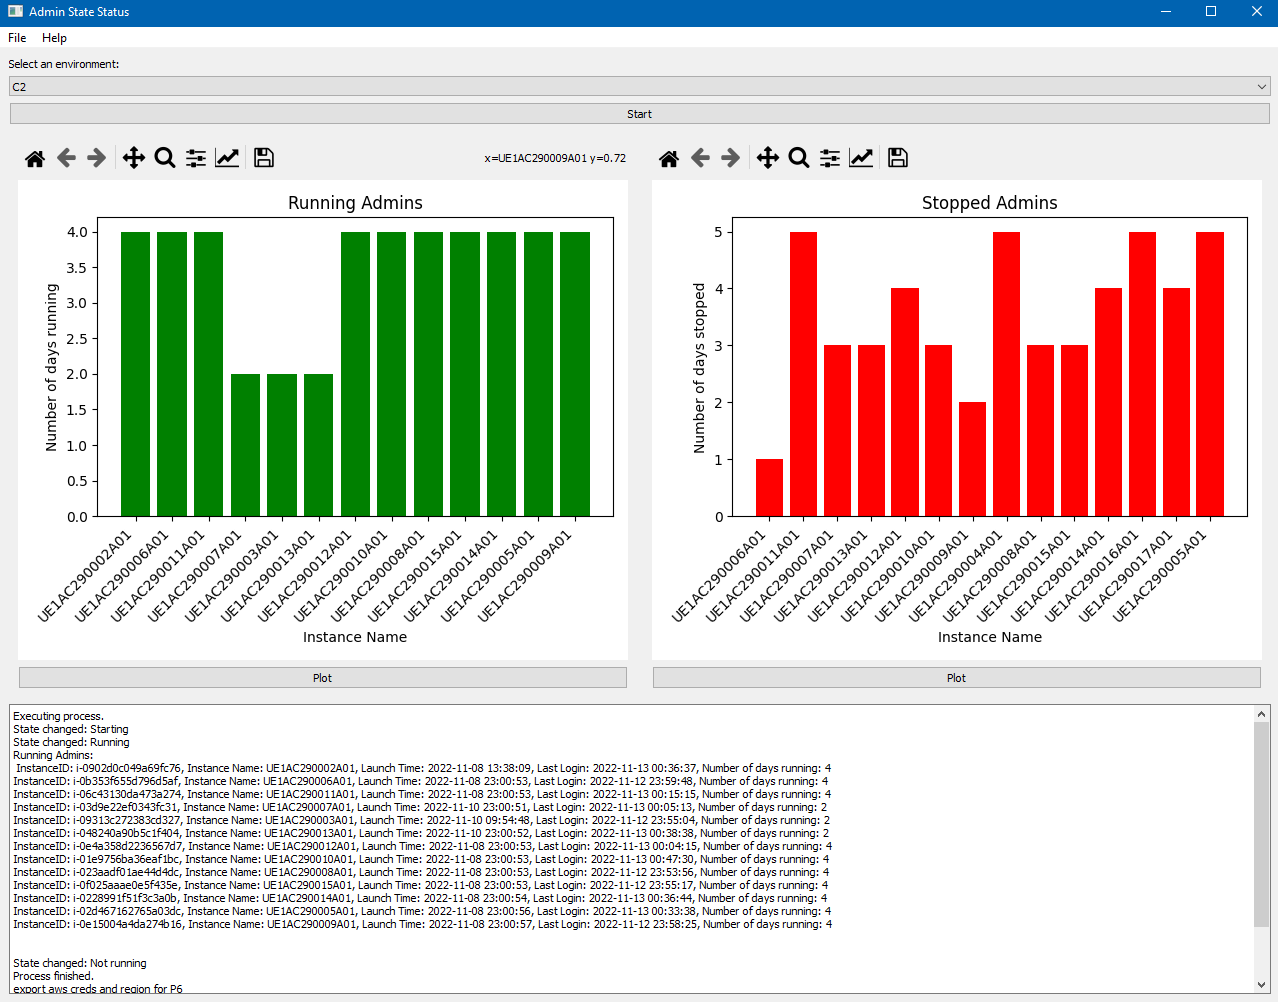 Admin State Status
File Help
Select an environment:
C2
Start
x=UE1AC290009A01 y=0.72
Running Admins
Number of days running
4.0
3.5
3.0
2.5
2.0
1.5
1.0
0.5
0.0
UE1AC290002A01
UE1AC290006A01
UE1AC290011A01
UE1AC290007A01
UE1AC290003A01
UE1AC290013A01
UE1AC290012A01
UE1AC290010A01
UE1AC290008A01
UE1AC290015A01
UE1AC290014A01
UE1AC290005A01
UE1AC290009A01
Instance Name
Plot
Stopped Admins
Number of days stopped
5
4
3
2
1
0
UE1AC290006A01
UE1AC290011A01
UE1AC290007A01
UE1AC290013A01
UE1AC290012A01
UE1AC290010A01
UE1AC290009A01
UE1AC290004A01
UE1AC290008A01
UE1AC290015A01
UE1AC290014A01
UE1AC290016A01
UE1AC290017A01
UE1AC290005A01
Instance Name
Plot
Executing process.
State changed: Starting
State changed: Running
Running Admins:
InstanceID: i-0902d0c049a69fc76, Instance Name: UE1AC290002A01, Launch Time: 2022-11-08 13:38:09, Last Login: 2022-11-13 00:36:37, Number of days running: 4
InstanceID: i-0b353f655d796d5af, Instance Name: UE1AC290006A01, Launch Time: 2022-11-08 23:00:53, Last Login: 2022-11-12 23:59:48, Number of days running: 4
InstanceID: i-06c43130da473a274, Instance Name: UE1AC290011A01, Launch Time: 2022-11-08 23:00:53, Last Login: 2022-11-13 00:15:15, Number of days running: 4
InstanceID: i-03d9e22ef0343fc31, Instance Name: UE1AC290007A01, Launch Time: 2022-11-10 23:00:51, Last Login: 2022-11-13 00:05:13, Number of days running: 2
InstanceID: i-09313c272383cd327, Instance Name: UE1AC290003A01, Launch Time: 2022-11-10 09:54:48, Last Login: 2022-11-12 23:55:04, Number of days running: 2
InstanceID: i-048240a90b5c1f404, Instance Name: UE1AC290013A01, Launch Time: 2022-11-10 23:00:52, Last Login: 2022-11-13 00:38:38, Number of days running: 2
InstanceID: i-0e4a358d2236567d7, Instance Name: UE1AC290012A01, Launch Time: 2022-11-08 23:00:53, Last Login: 2022-11-13 00:04:15, Number of days running: 4
InstanceID: i-01e9756ba36eaf1bc, Instance Name: UE1AC290010A01, Launch Time: 2022-11-08 23:00:53, Last Login: 2022-11-13 00:47:30, Number of days running: 4
InstanceID: i-023aadf01ae44d4dc, Instance Name: UE1AC290008A01, Launch Time: 2022-11-08 23:00:53, Last Login: 2022-11-12 23:53:56, Number of days running: 4
InstanceID: i-0f025aaae0e5f435e, Instance Name: UE1AC290015A01, Launch Time: 2022-11-08 23:00:53, Last Login: 2022-11-12 23:55:17, Number of days running: 4
InstanceID: i-0228991f51f3c3a0b, Instance Name: UE1AC290014A01, Launch Time: 2022-11-08 23:00:54, Last Login: 2022-11-13 00:36:44, Number of days running: 4
InstanceID: i-02d467162765a03dc, Instance Name: UE1AC290005A01, Launch Time: 2022-11-08 23:00:56, Last Login: 2022-11-13 00:33:38, Number of days running: 4
InstanceID: i-0e15004a4da274b16, Instance Name: UE1AC290009A01, Launch Time: 2022-11-08 23:00:57, Last Login: 2022-11-12 23:58:25, Number of days running: 4
State changed: Not running
Process finished.
export aws creds and region for P6